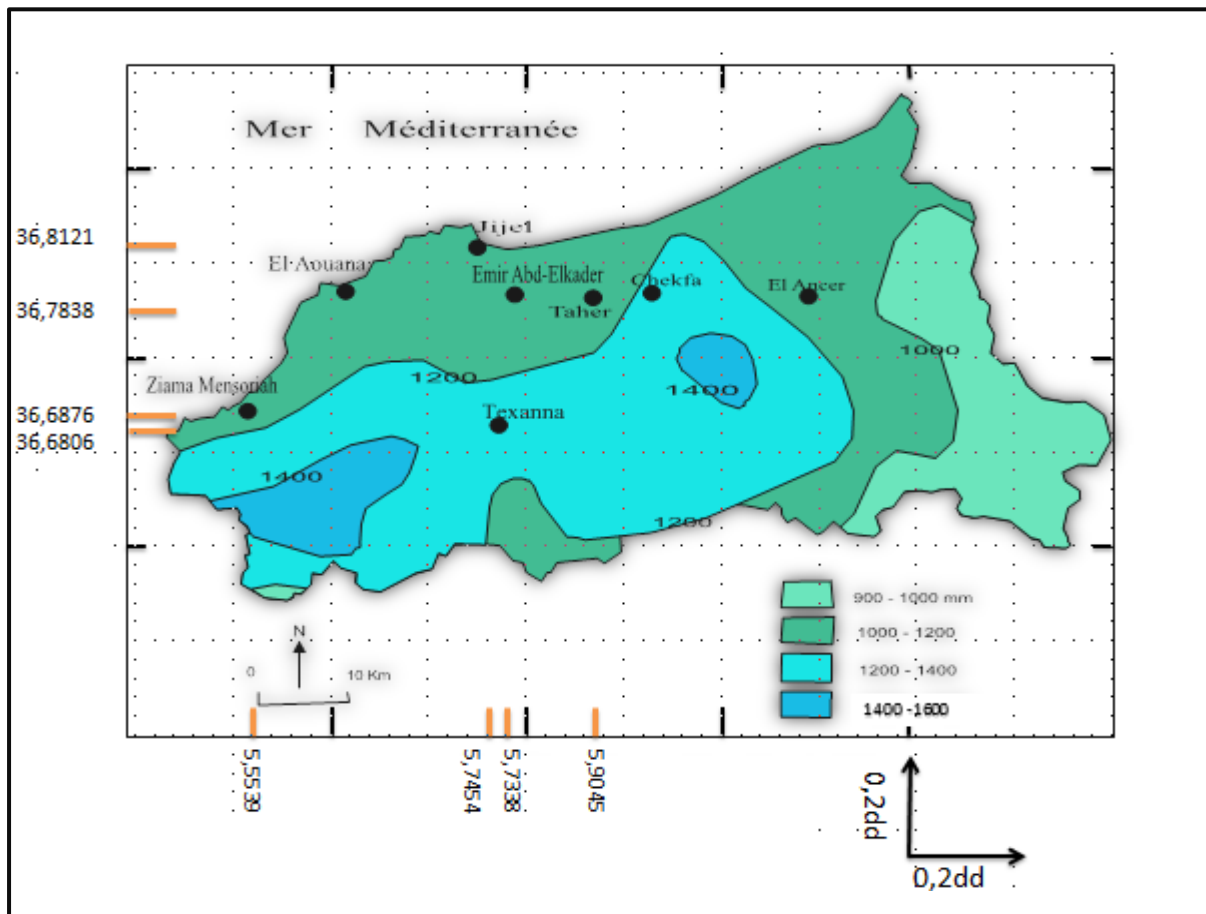 Mer Méditerranée
Jijel
36,8121
El-Aouana
Emir Abd-Elkader
Chekfa
El Ancer
36,7838
Taher
1000
1200
Ziama Mensoriah
1400
36,6876
Texanna
36,6806
1400
1200
900 - 1000 mm
N
1000 - 1200
0
10 Km
1200 - 1400
1400 -1600
5,5539
5,7454
5,7338
5,9045
0,2dd
0,2dd